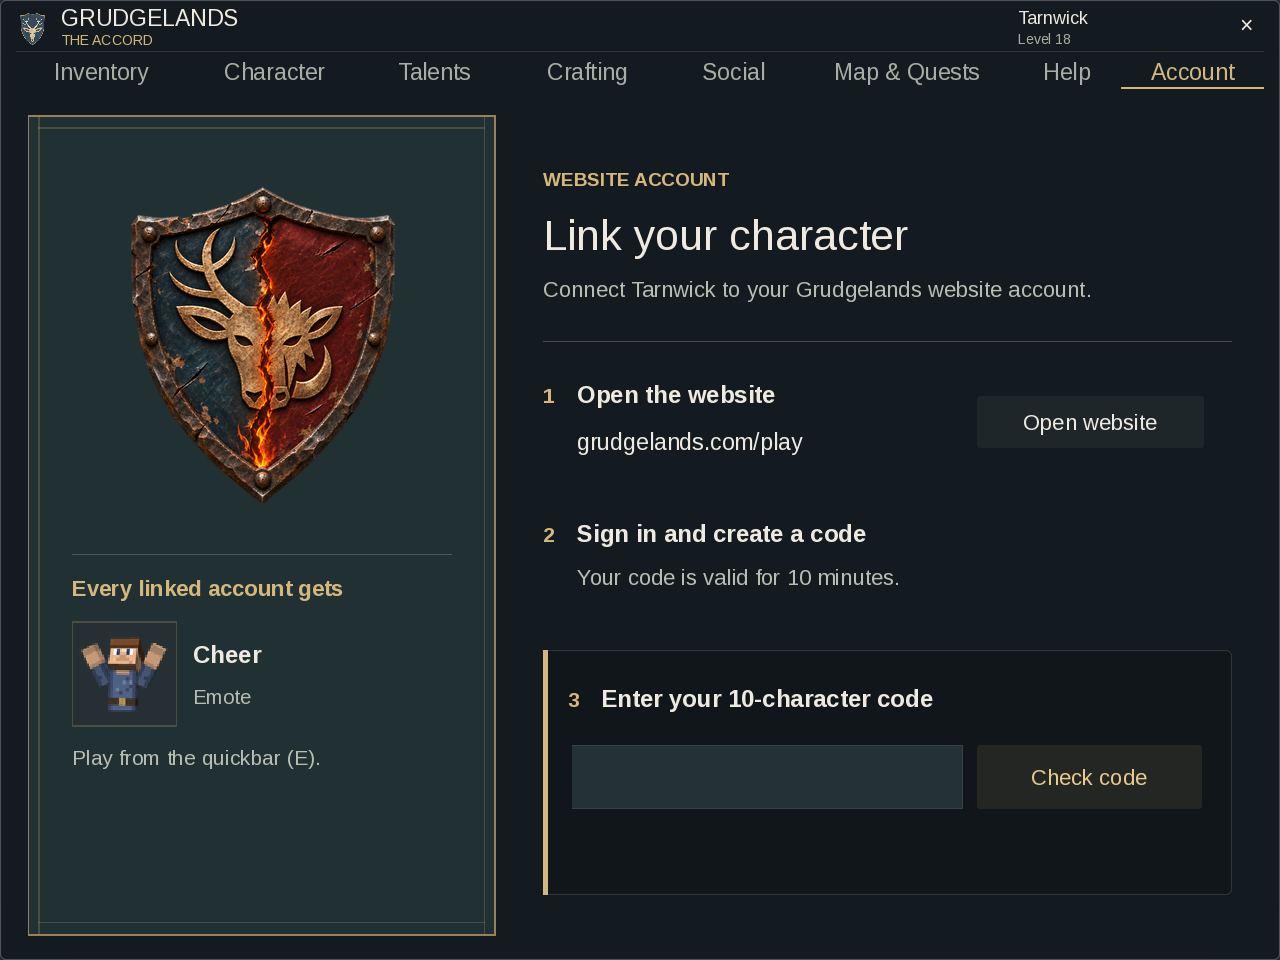 GRUDGELANDS
THE ACCORD
Tarnwick
Level 18
×
Inventory
Character
Talents
Crafting
Social
Map & Quests
Help
Account
Every linked account gets
Cheer
Emote
Play from the quickbar (E).
WEBSITE ACCOUNT
Link your character
Connect Tarnwick to your Grudgelands website account.
1 Open the website
grudgelands.com/play
Open website
2 Sign in and create a code
Your code is valid for 10 minutes.
3 Enter your 10-character code
Check code